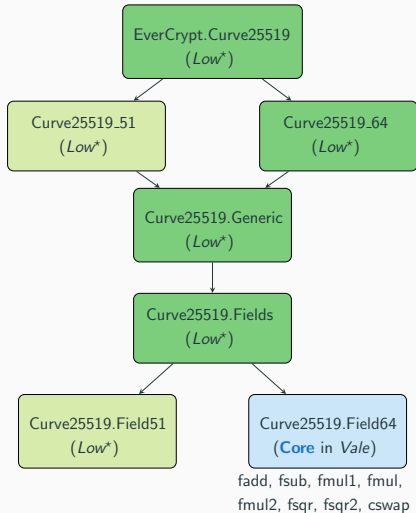 EverCrypt.Curve25519
(Low*)
Curve25519_51
(Low*)
Curve25519_64
(Low*)
Curve25519.Generic
(Low*)
Curve25519.Fields
(Low*)
Curve25519.Field51
(Low*)
Curve25519.Field64
(Core in Vale)
fadd, fsub, fmul1, fmul,
fmul2, fsqr, fsqr2, cswap